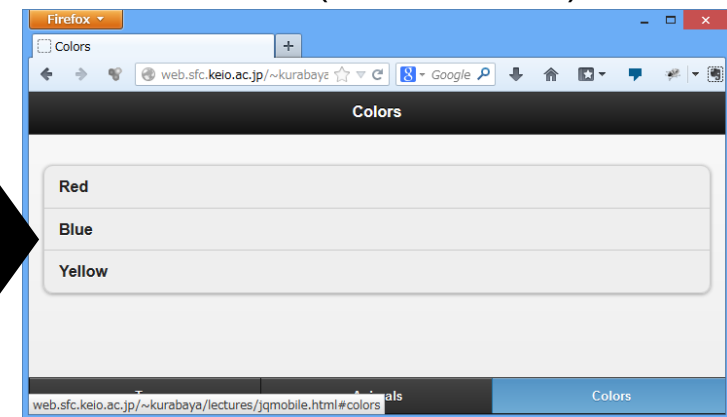 Firefox
Colors
web.sfc.keio.ac.jp/~kurabaya
Google
Colors
Red
Blue
Yellow
Colors
web.sfc.keio.ac.jp/~kurabaya/lectures/jqmobile.html#colors